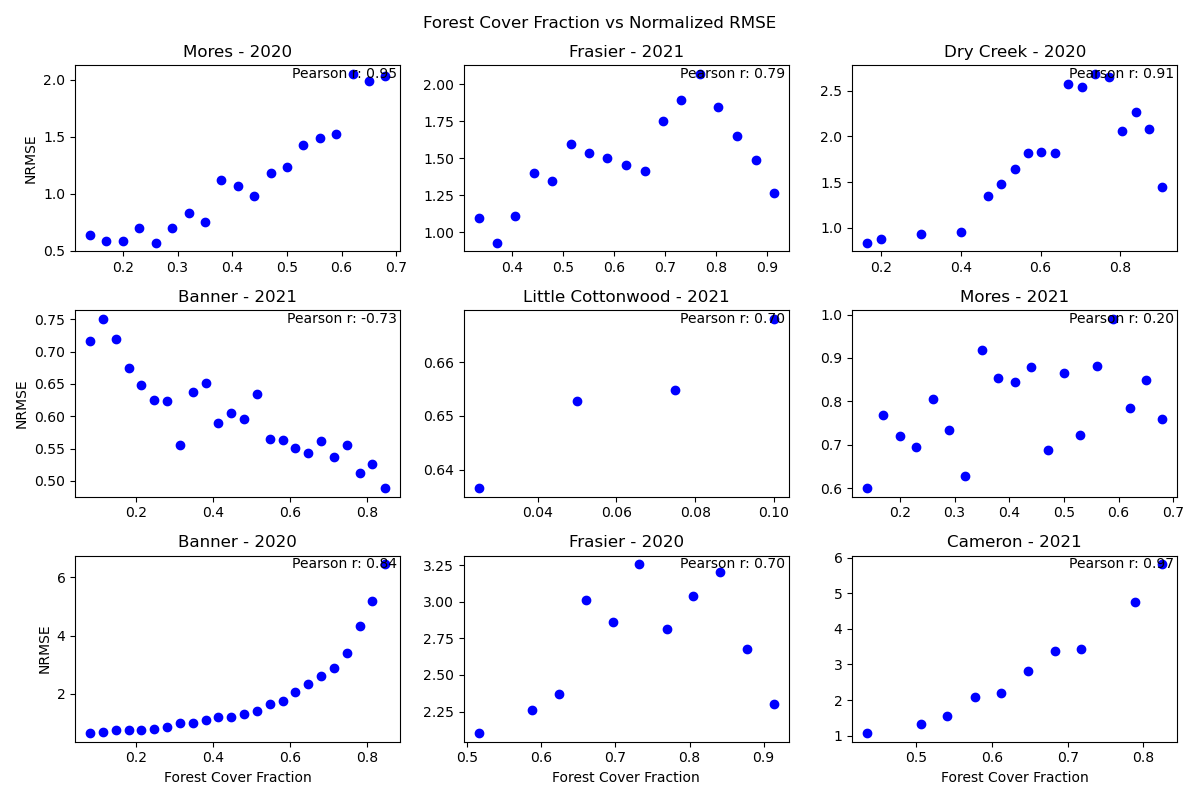 Forest Cover Fraction vs Normalized RMSE
Mores - 2020
Pearson r: 0.95
NRMSE
2.0
1.5
1.0
0.5
0.2 0.3 0.4 0.5 0.6 0.7
Frasier - 2021
Pearson r: 0.79
2.00
1.75
1.50
1.25
1.00
0.4 0.5 0.6 0.7 0.8 0.9
Dry Creek - 2020
Pearson r: 0.91
2.5
2.0
1.5
1.0
0.2 0.4 0.6 0.8
Banner - 2021
Pearson r: -0.73
NRMSE
0.75
0.70
0.65
0.60
0.55
0.50
0.2 0.4 0.6 0.8
Little Cottonwood - 2021
Pearson r: 0.70
0.66
0.65
0.64
0.04 0.06 0.08 0.10
Mores - 2021
Pearson r: 0.20
1.0
0.9
0.8
0.7
0.6
0.2 0.3 0.4 0.5 0.6 0.7
Banner - 2020
Pearson r: 0.84
NRMSE
6
4
2
0.2 0.4 0.6 0.8
Forest Cover Fraction
Frasier - 2020
Pearson r: 0.70
3.25
3.00
2.75
2.50
2.25
0.5 0.6 0.7 0.8 0.9
Forest Cover Fraction
Cameron - 2021
Pearson r: 0.97
6
5
4
3
2
1
0.5 0.6 0.7 0.8
Forest Cover Fraction